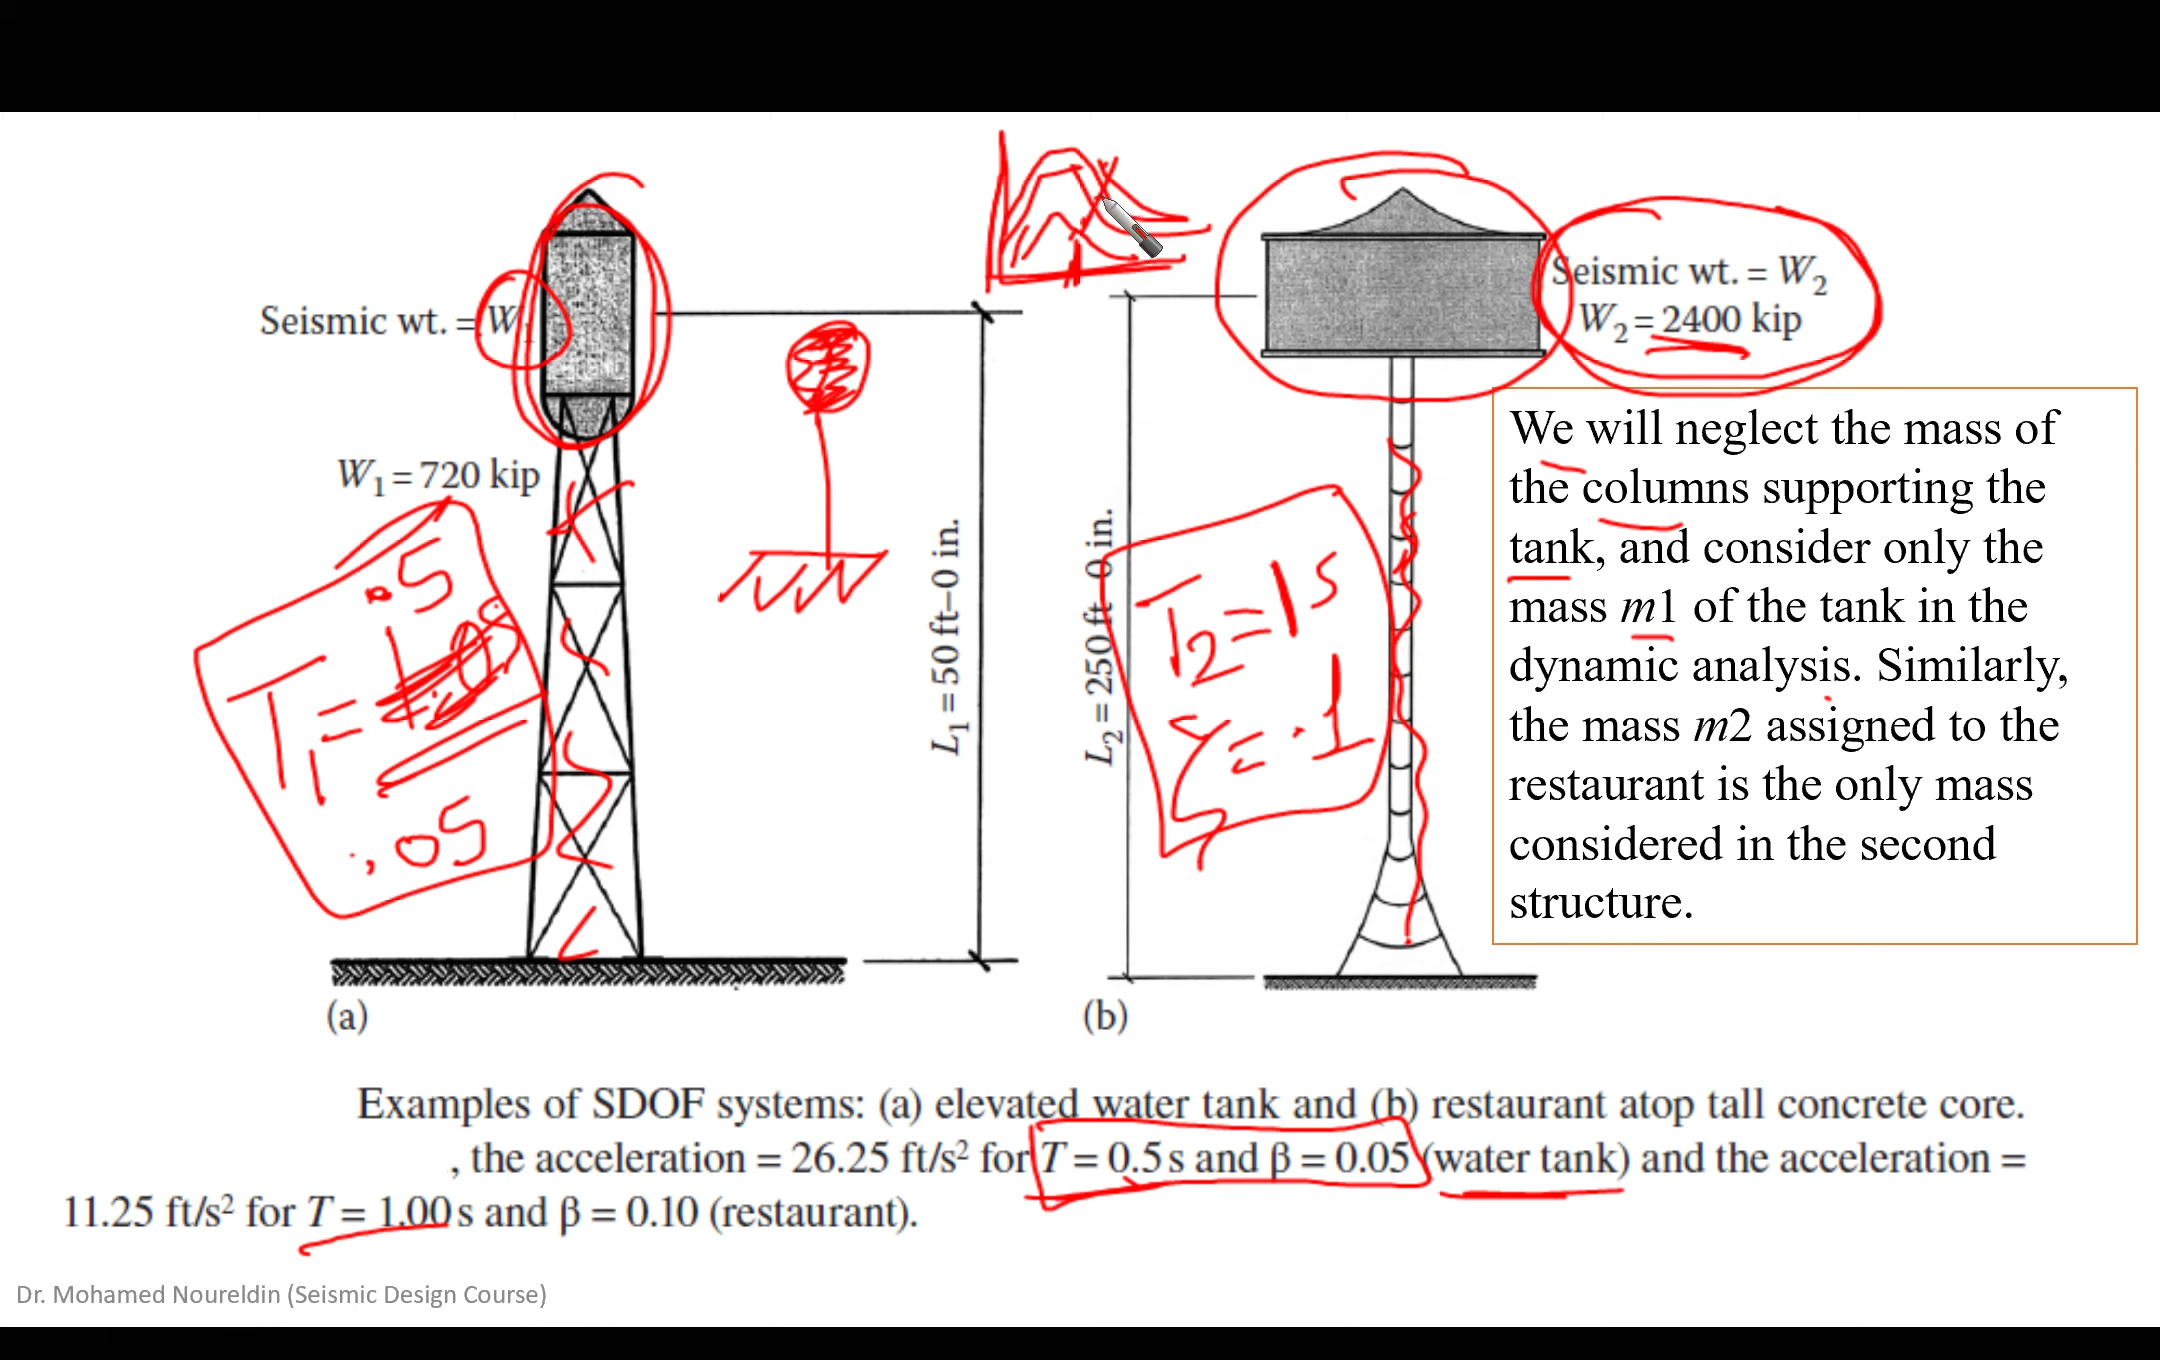 Seismic wt. = W₁
W₁ = 720 kip
.5
T₁ =
.05
L₁ = 50 ft–0 in.
(a)
L₂ = 250 ft–0 in.
T₂ = 1 s
ζ = .1
(b)
Seismic wt. = W₂
W₂ = 2400 kip
We will neglect the mass of
the columns supporting the
tank, and consider only the
mass m1 of the tank in the
dynamic analysis. Similarly,
the mass m2 assigned to the
restaurant is the only mass
considered in the second
structure.
Examples of SDOF systems: (a) elevated water tank and (b) restaurant atop tall concrete core.
, the acceleration = 26.25 ft/s² for T = 0.5 s and β = 0.05 (water tank) and the acceleration =
11.25 ft/s² for T = 1.00 s and β = 0.10 (restaurant).
Dr. Mohamed Noureldin (Seismic Design Course)